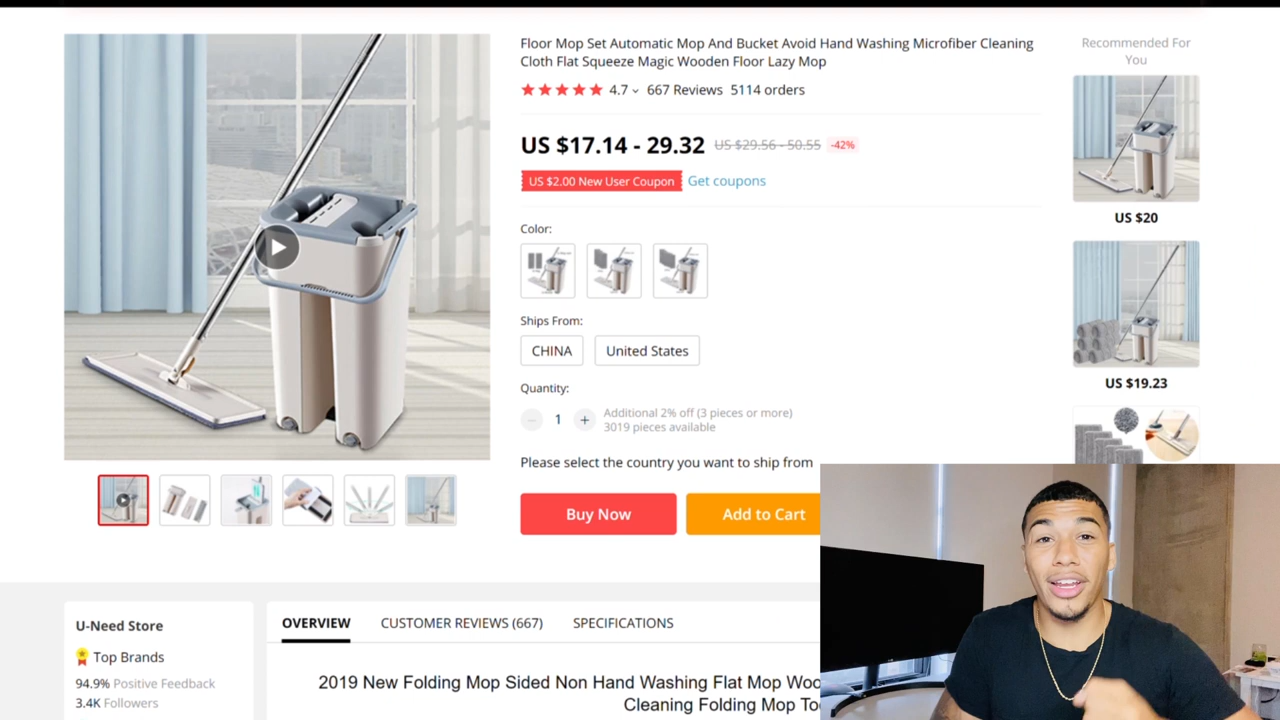 Floor Mop Set Automatic Mop And Bucket Avoid Hand Washing Microfiber Cleaning
Cloth Flat Squeeze Magic Wooden Floor Lazy Mop
4.7 667 Reviews 5114 orders
US $17.14 - 29.32 US $29.56 - 50.55 -42%
US $2.00 New User Coupon Get coupons
Color:
Ships From:
CHINA United States
Quantity:
1
Additional 2% off (3 pieces or more)
3019 pieces available
Please select the country you want to ship from
Buy Now Add to Cart
Recommended For
You
US $20
US $19.23
U-Need Store
Top Brands
94.9% Positive Feedback
3.4K Followers
OVERVIEW CUSTOMER REVIEWS (667) SPECIFICATIONS
2019 New Folding Mop Sided Non Hand Washing Flat Mop
Cleaning Folding Mop